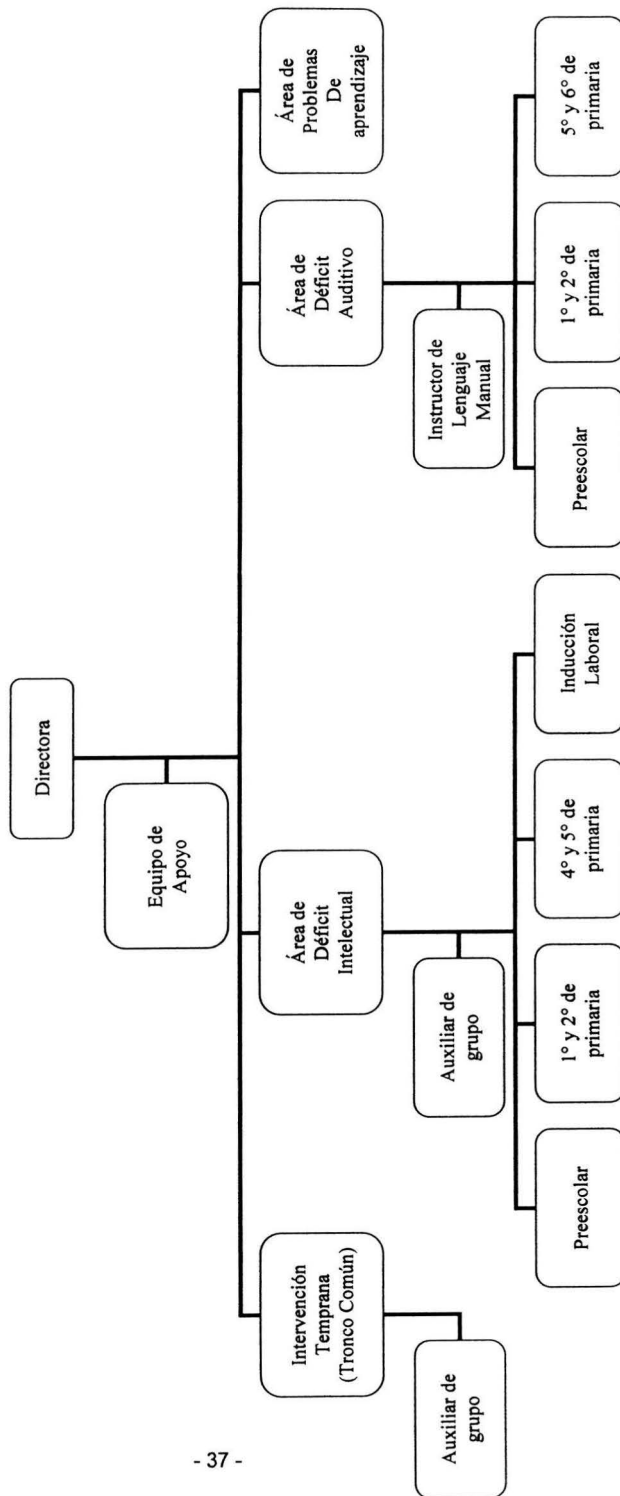 Directora
Equipo de
Apoyo
Intervención
Temprana
(Tronco Común)
Área de
Déficit
Intelectual
Área de
Déficit
Auditivo
Área de
Problemas
De
aprendizaje
Auxiliar de
grupo
Auxiliar de
grupo
Instructor de
Lenguaje
Manual
Preescolar
1° y 2° de
primaria
4° y 5° de
primaria
Inducción
Laboral
Preescolar
1° y 2° de
primaria
5° y 6° de
primaria
- 37 -